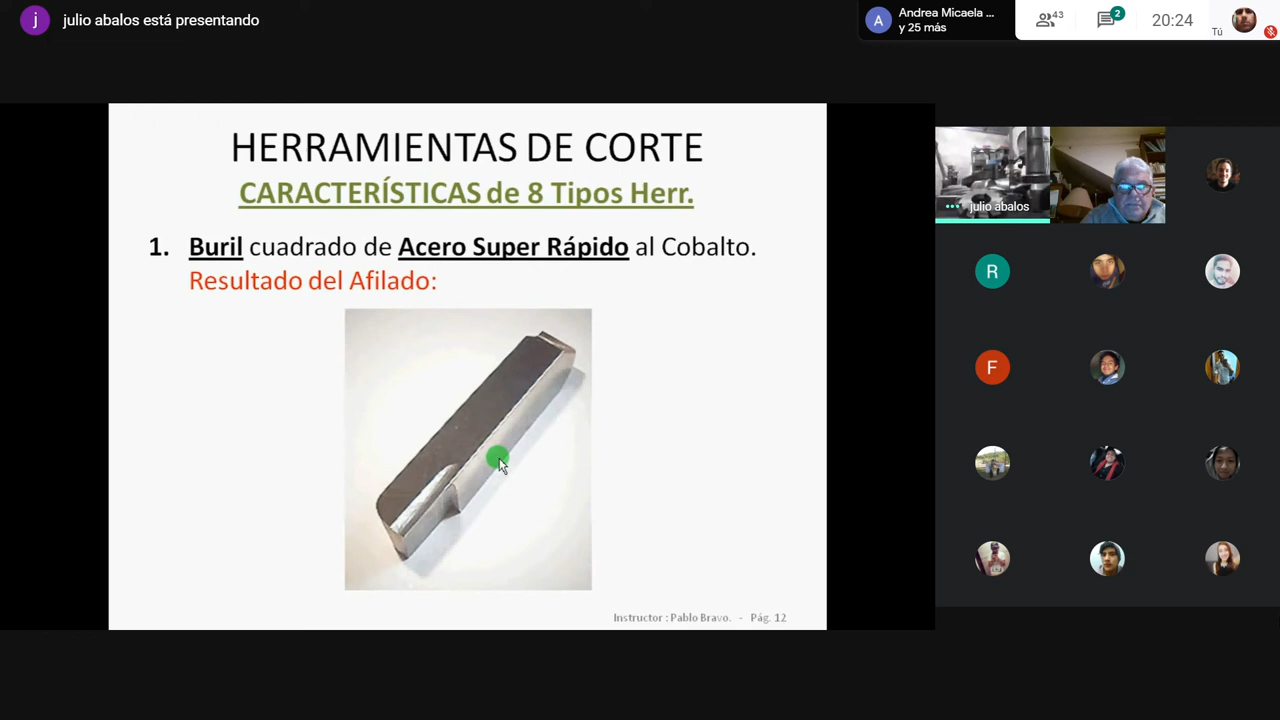 j julio abalos está presentando
A Andrea Micaela ...
y 25 más
43
2
20:24
Tú
HERRAMIENTAS DE CORTE
CARACTERÍSTICAS de 8 Tipos Herr.
1. Buril cuadrado de Acero Super Rápido al Cobalto.
Resultado del Afilado:
Instructor : Pablo Bravo. - Pág. 12
julio abalos
R
F